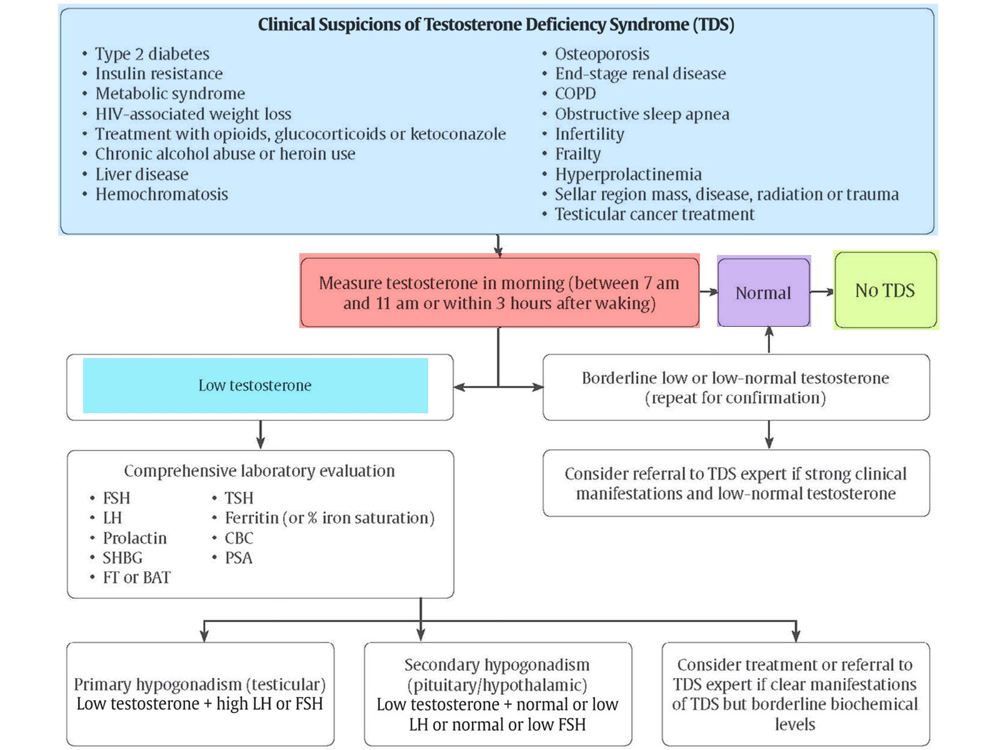 Clinical Suspicions of Testosterone Deficiency Syndrome (TDS)
• Type 2 diabetes
• Insulin resistance
• Metabolic syndrome
• HIV-associated weight loss
• Treatment with opioids, glucocorticoids or ketoconazole
• Chronic alcohol abuse or heroin use
• Liver disease
• Hemochromatosis
• Osteoporosis
• End-stage renal disease
• COPD
• Obstructive sleep apnea
• Infertility
• Frailty
• Hyperprolactinemia
• Sellar region mass, disease, radiation or trauma
• Testicular cancer treatment
Measure testosterone in morning (between 7 am
and 11 am or within 3 hours after waking)
Normal
No TDS
Low testosterone
Borderline low or low-normal testosterone
(repeat for confirmation)
Comprehensive laboratory evaluation
• FSH
• LH
• Prolactin
• SHBG
• FT or BAT
• TSH
• Ferritin (or % iron saturation)
• CBC
• PSA
Consider referral to TDS expert if strong clinical
manifestations and low-normal testosterone
Primary hypogonadism (testicular)
Low testosterone + high LH or FSH
Secondary hypogonadism
(pituitary/hypothalamic)
Low testosterone + normal or low
LH or normal or low FSH
Consider treatment or referral to
TDS expert if clear manifestations
of TDS but borderline biochemical
levels